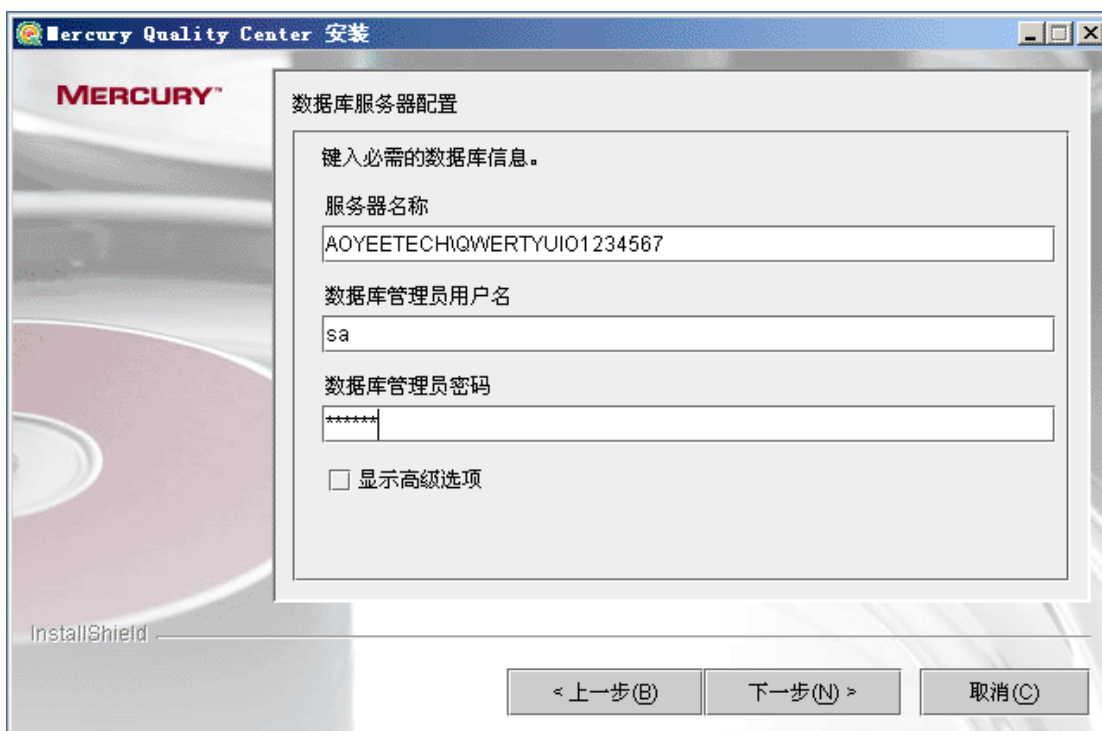 Mercury Quality Center 安装
MERCURY™
数据库服务器配置
键入必需的数据库信息。
服务器名称
AOYEETECH\QWERTYUIO1234567
数据库管理员用户名
sa
数据库管理员密码
******
显示高级选项
InstallShield
<上一步(B) 下一步(N)> 取消(C)